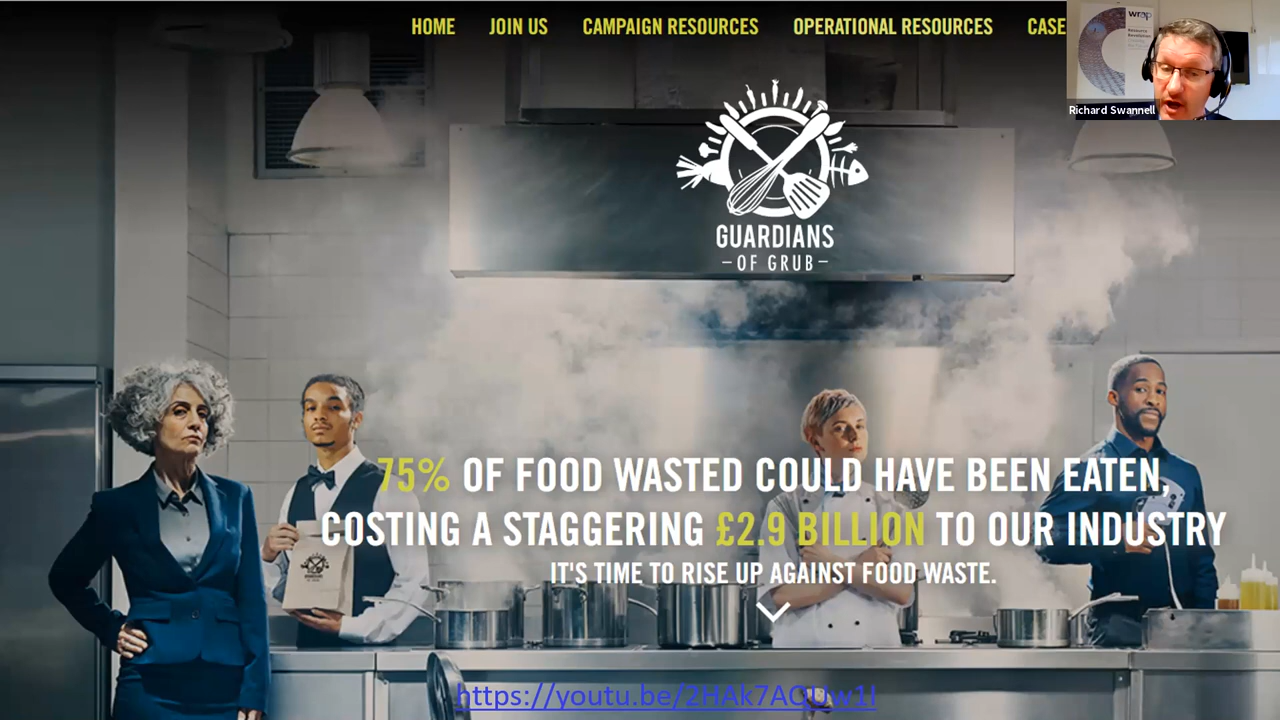 HOME JOIN US CAMPAIGN RESOURCES OPERATIONAL RESOURCES CASE
wrap
Richard Swannell
GUARDIANS
OF GRUB
75% OF FOOD WASTED COULD HAVE BEEN EATEN,
COSTING A STAGGERING £2.9 BILLION TO OUR INDUSTRY
IT'S TIME TO RISE UP AGAINST FOOD WASTE.